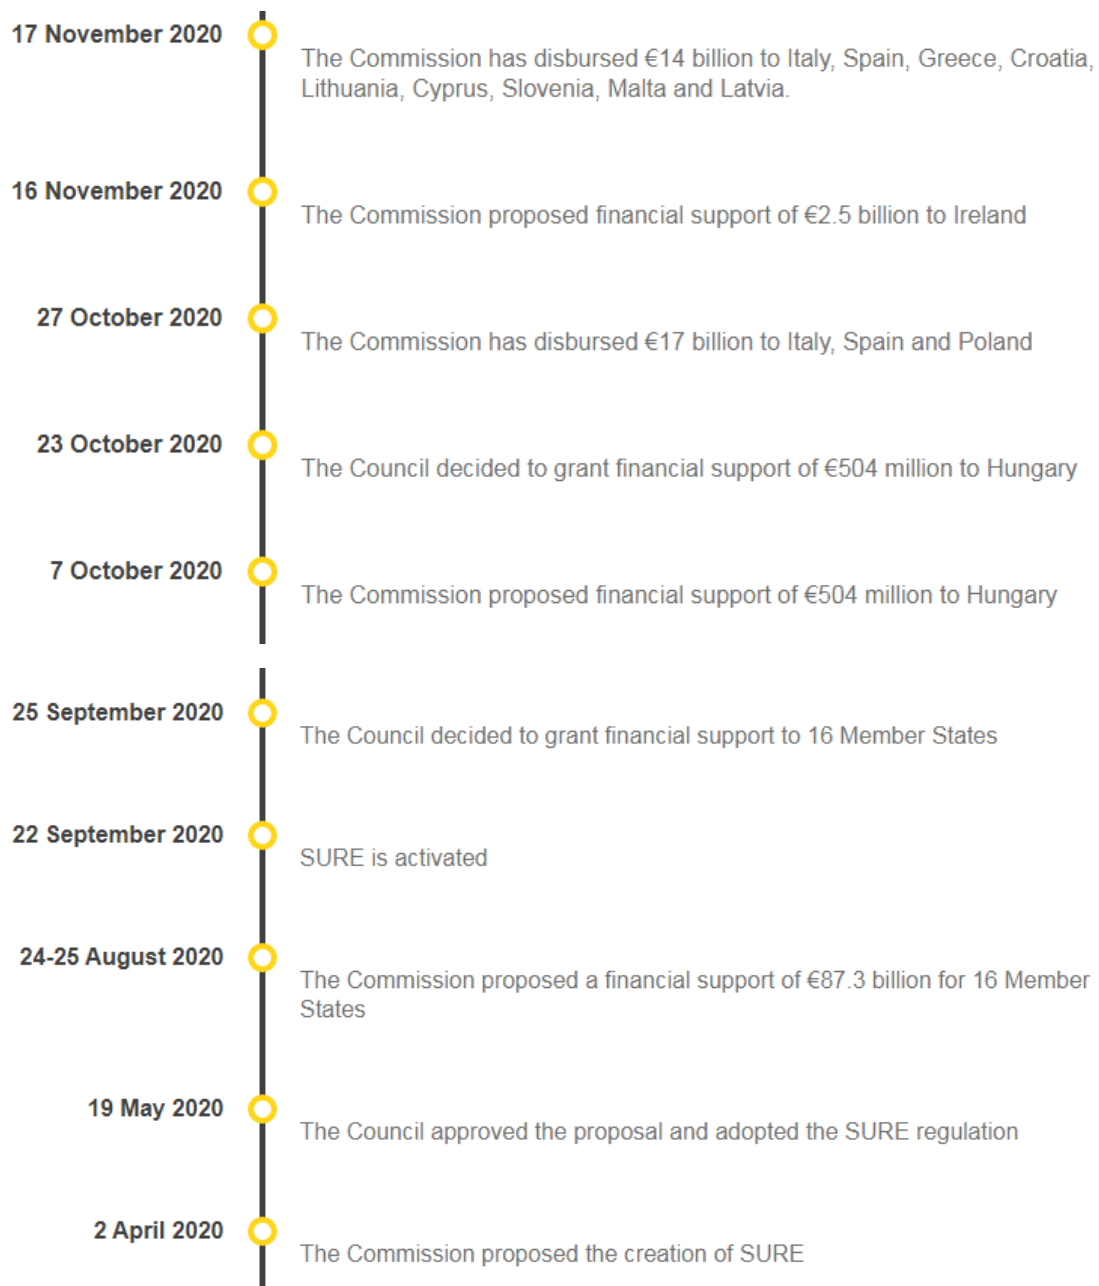 17 November 2020
The Commission has disbursed €14 billion to Italy, Spain, Greece, Croatia,
Lithuania, Cyprus, Slovenia, Malta and Latvia.
16 November 2020
The Commission proposed financial support of €2.5 billion to Ireland
27 October 2020
The Commission has disbursed €17 billion to Italy, Spain and Poland
23 October 2020
The Council decided to grant financial support of €504 million to Hungary
7 October 2020
The Commission proposed financial support of €504 million to Hungary
25 September 2020
The Council decided to grant financial support to 16 Member States
22 September 2020
SURE is activated
24-25 August 2020
The Commission proposed a financial support of €87.3 billion for 16 Member
States
19 May 2020
The Council approved the proposal and adopted the SURE regulation
2 April 2020
The Commission proposed the creation of SURE